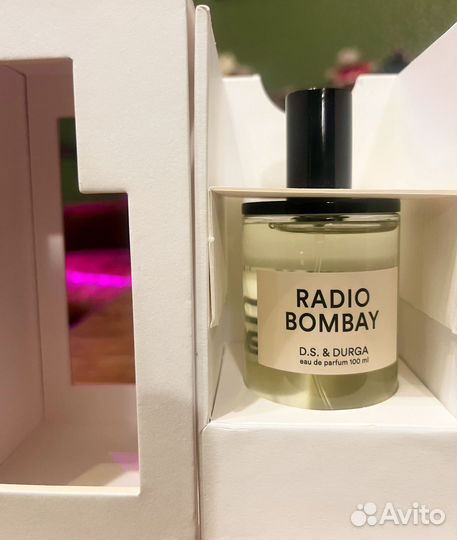 RADIO
BOMBAY
D.S. & DURGA
eau de parfum 100 ml
Avito